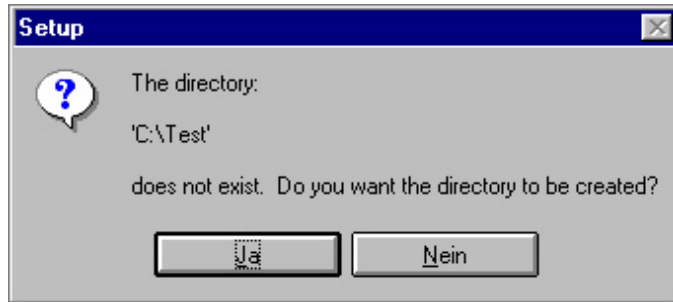 Setup
The directory:
'C:\Test'
does not exist.  Do you want the directory to be created?
Ja
Nein